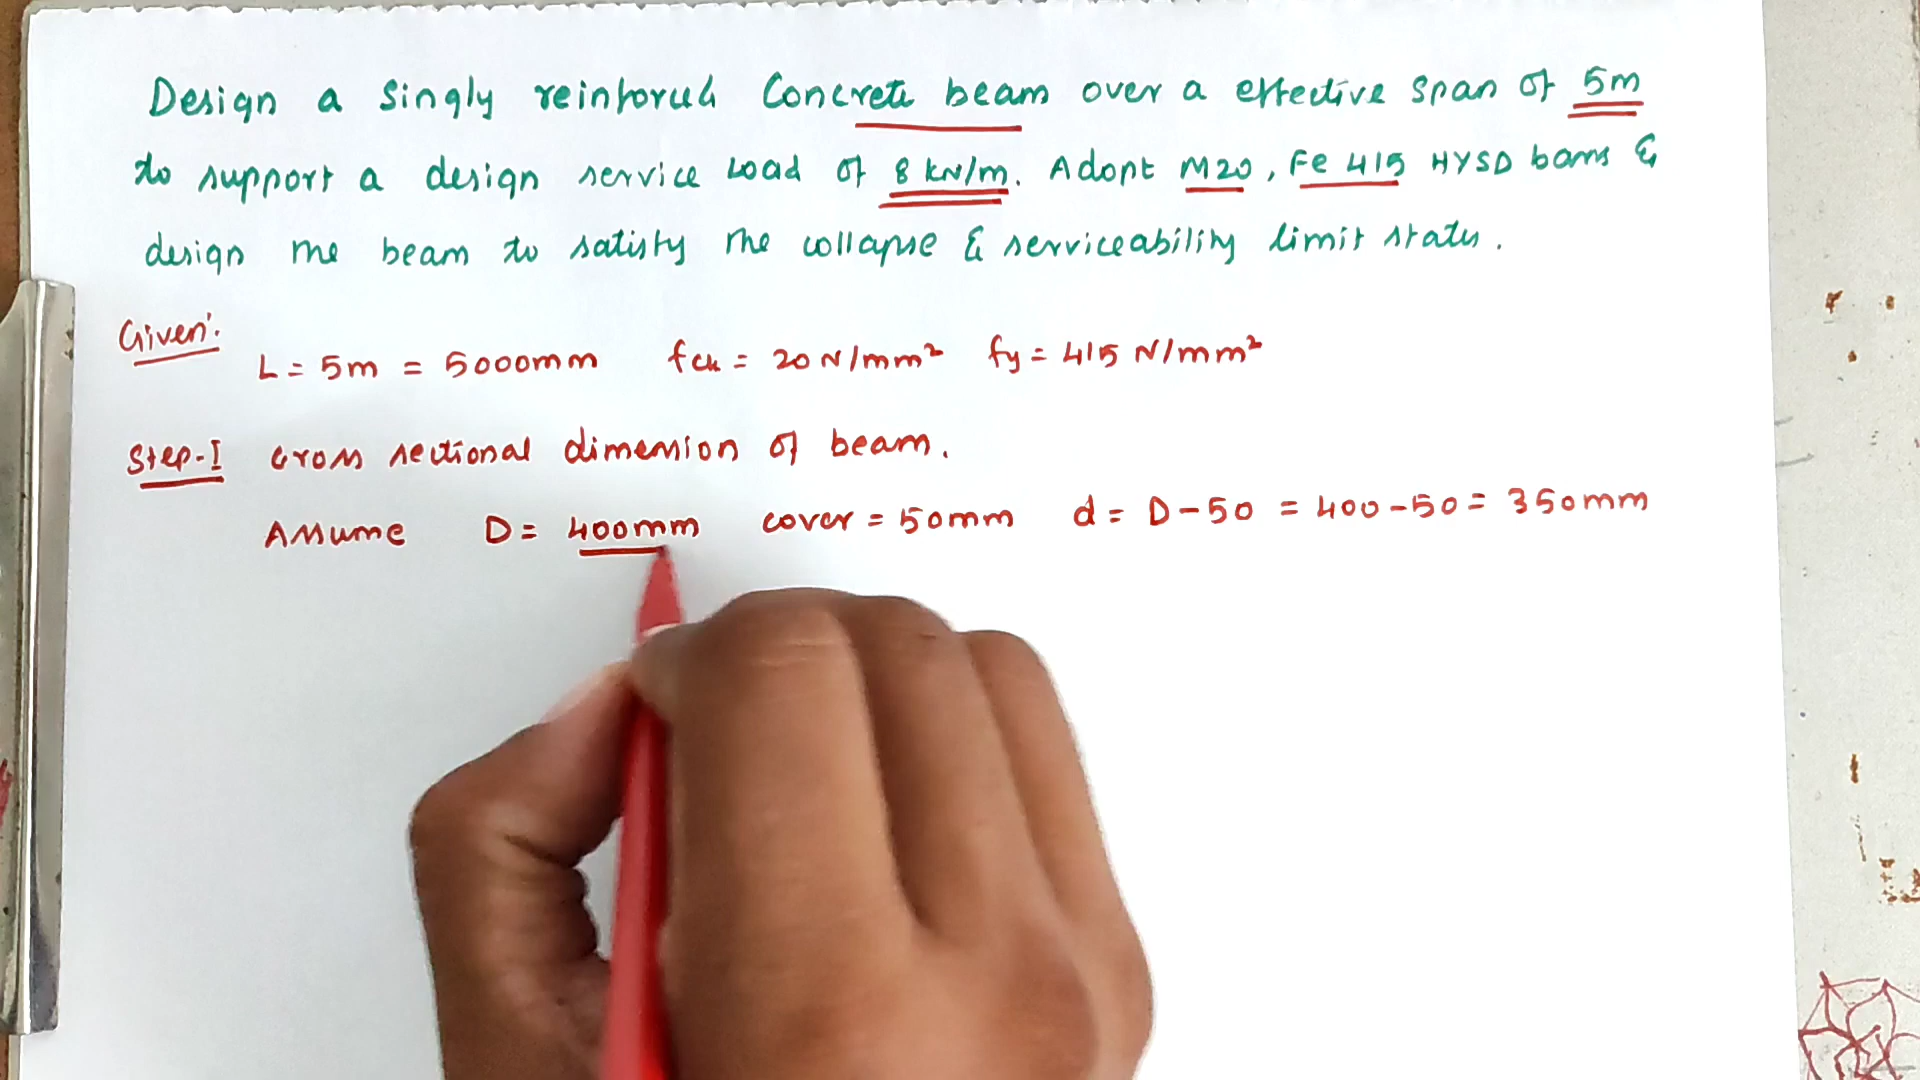 Design a singly reinforced Concrete beam over a effective span of 5m
to support a design service Load of 8 kN/m. Adopt M20, Fe 415 HYSD bars &
design the beam to satisfy the collapse & serviceability limit states.
Given:
L = 5m = 5000mm fck = 20 N/mm² fy = 415 N/mm²
Step-I Cross sectional dimension of beam.
Assume D = 400mm cover = 50mm d = D - 50 = 400 - 50 = 350mm